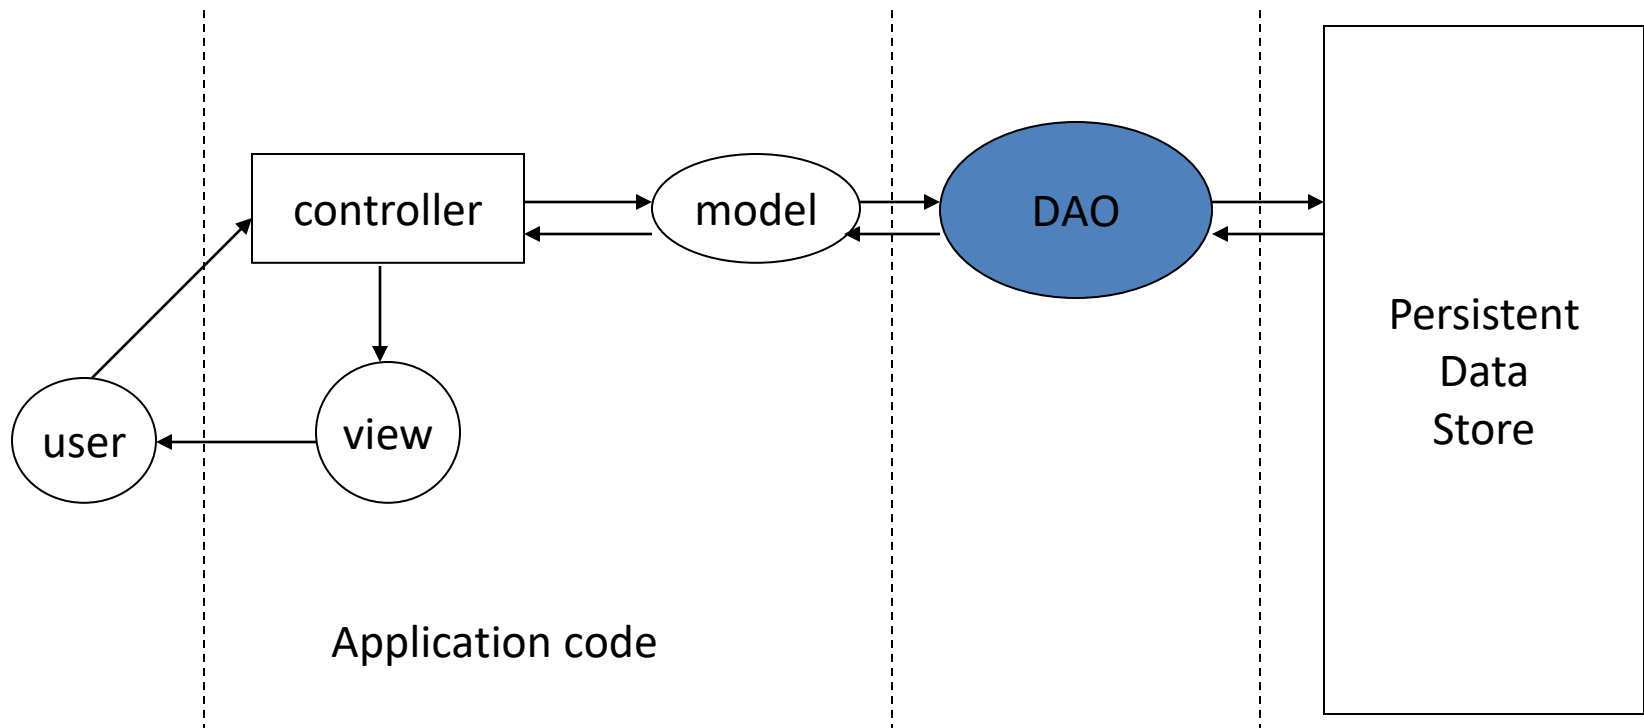 controller
model
DAO
Persistent
Data
Store
user
view
Application code